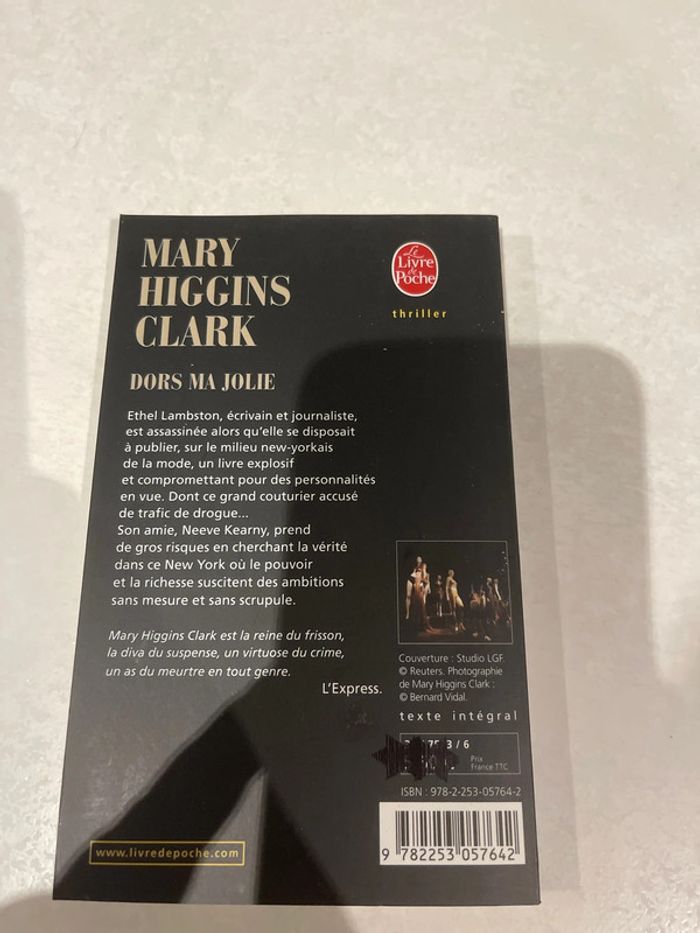 MARY
HIGGINS
CLARK
Le
Livre
de
Poche
thriller
DORS MA JOLIE
Ethel Lambston, écrivain et journaliste,
est assassinée alors qu'elle se disposait
à publier, sur le milieu new-yorkais
de la mode, un livre explosif
et compromettant pour des personnalités
en vue. Dont ce grand couturier accusé
de trafic de drogue...
Son amie, Neeve Kearny, prend
de gros risques en cherchant la vérité
dans ce New York où le pouvoir
et la richesse suscitent des ambitions
sans mesure et sans scrupule.
Mary Higgins Clark est la reine du frisson,
la diva du suspense, un virtuose du crime,
un as du meurtre en tout genre.
L'Express.
Couverture : Studio LGF.
© Reuters. Photographie
de Mary Higgins Clark :
© Bernard Vidal.
texte intégral
3 / 6
Prix
France TTC
ISBN : 978-2-253-05764-2
9 782253 057642
www.livredepoche.com